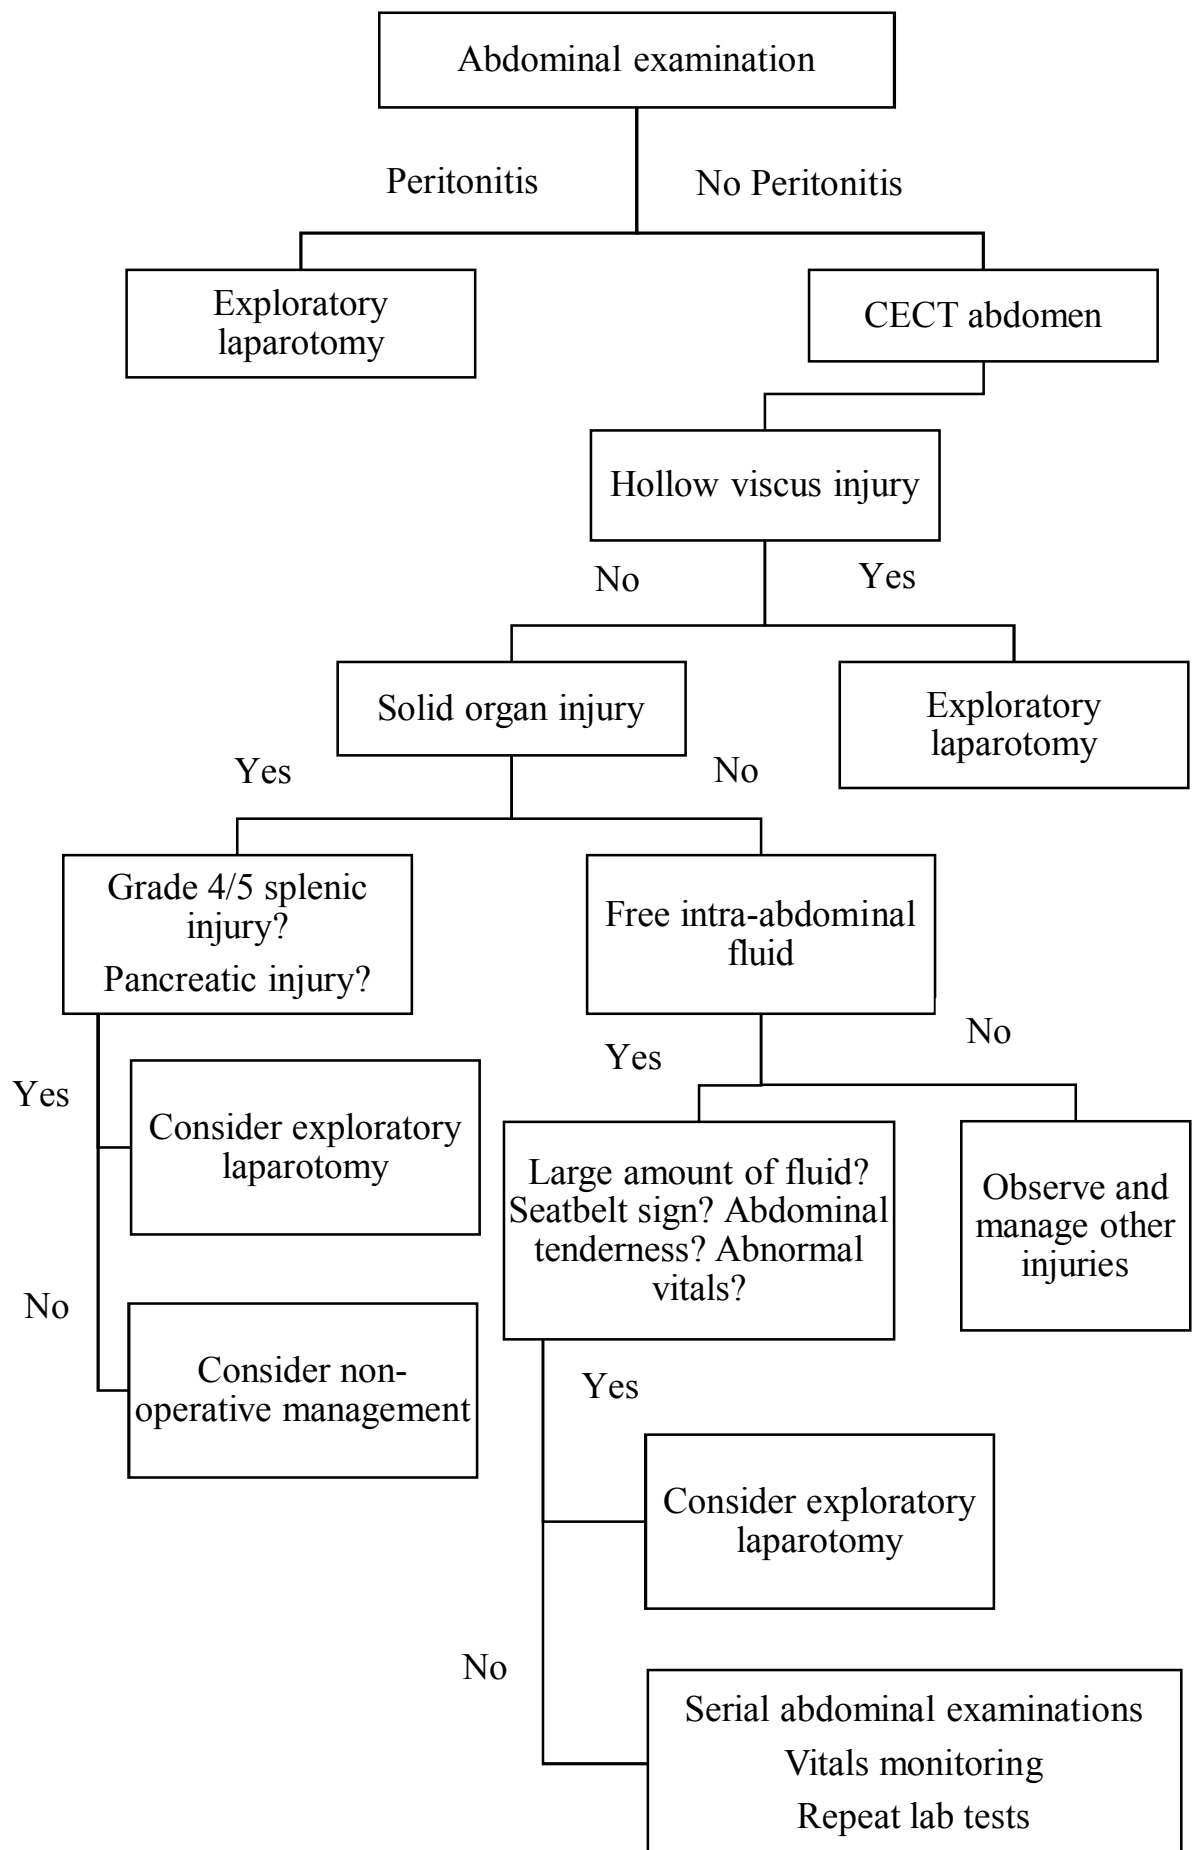 Abdominal examination
Peritonitis
No Peritonitis
Exploratory
laparotomy
CECT abdomen
Hollow viscus injury
No
Yes
Solid organ injury
Exploratory
laparotomy
Yes
No
Grade 4/5 splenic
injury?
Pancreatic injury?
Free intra-abdominal
fluid
Yes
No
Yes
Consider exploratory
laparotomy
Large amount of fluid?
Seatbelt sign? Abdominal
tenderness? Abnormal
vitals?
Observe and
manage other
injuries
No
Consider non-
operative management
Yes
Consider exploratory
laparotomy
No
Serial abdominal examinations
Vitals monitoring
Repeat lab tests